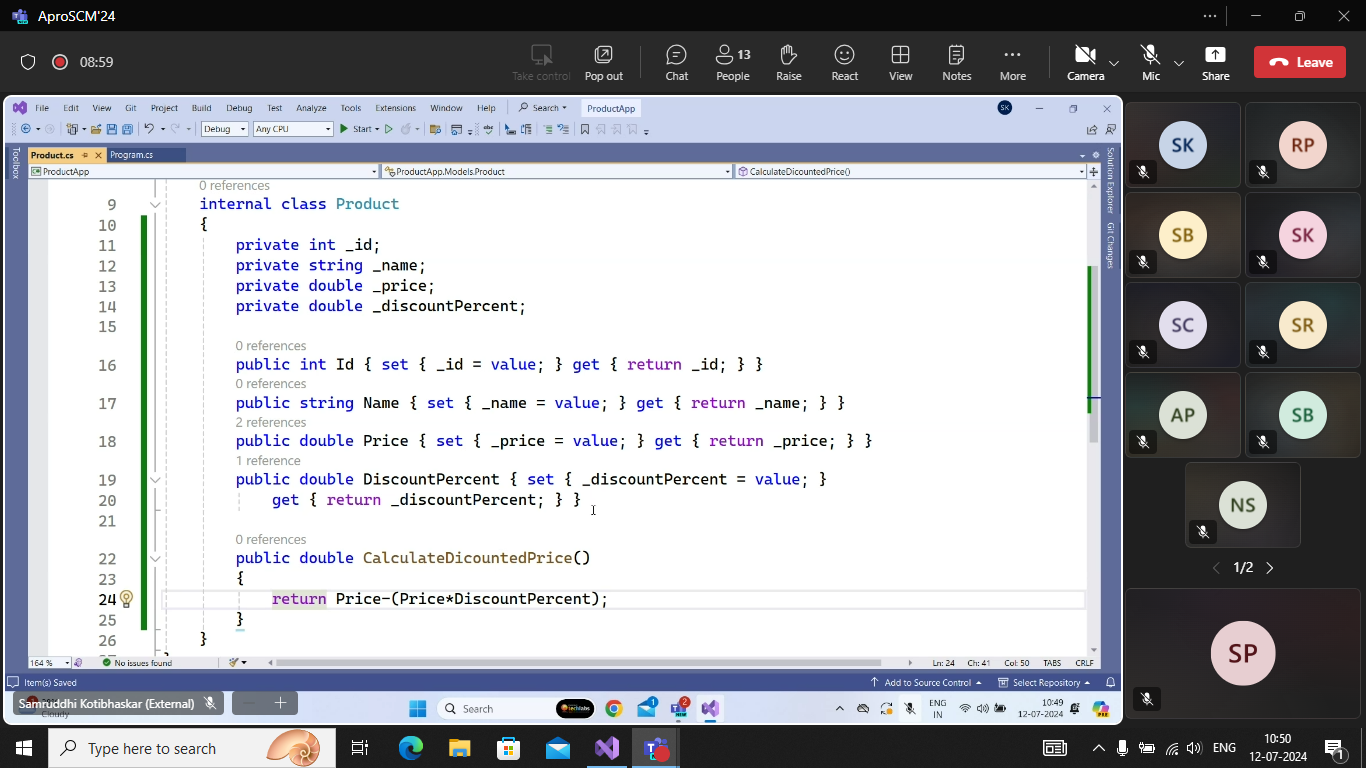 AproSCM'24
08:59
Take control
Pop out
Chat
13
People
Raise
React
View
Notes
More
Camera
Mic
Share
Leave
File Edit View Git Project Build Debug Test Analyze Tools Extensions Window Help Search ProductApp SK
Debug Any CPU Start
Toolbox
Product.cs Program.cs
ProductApp ProductApp.Models.Product CalculateDicountedPrice()
Solution Explorer
Git Changes
0 references
9 internal class Product
10 {
11 private int _id;
12 private string _name;
13 private double _price;
14 private double _discountPercent;
15
0 references
16 public int Id { set { _id = value; } get { return _id; } }
0 references
17 public string Name { set { _name = value; } get { return _name; } }
2 references
18 public double Price { set { _price = value; } get { return _price; } }
1 reference
19 public double DiscountPercent { set { _discountPercent = value; }
20 get { return _discountPercent; } }
21
0 references
22 public double CalculateDicountedPrice()
23 {
24 return Price-(Price*DiscountPercent);
25 }
26 }
164 % No issues found Ln: 24 Ch: 41 Col: 50 TABS CRLF
Item(s) Saved Add to Source Control Select Repository
Samruddhi Kotibhaskar (External)
Cloudy
Search
1
2
ENG
IN
10:49
12-07-2024
SK
RP
SB
SK
SC
SR
AP
SB
NS
1/2
SP
Type here to search
ENG
10:50
12-07-2024
1